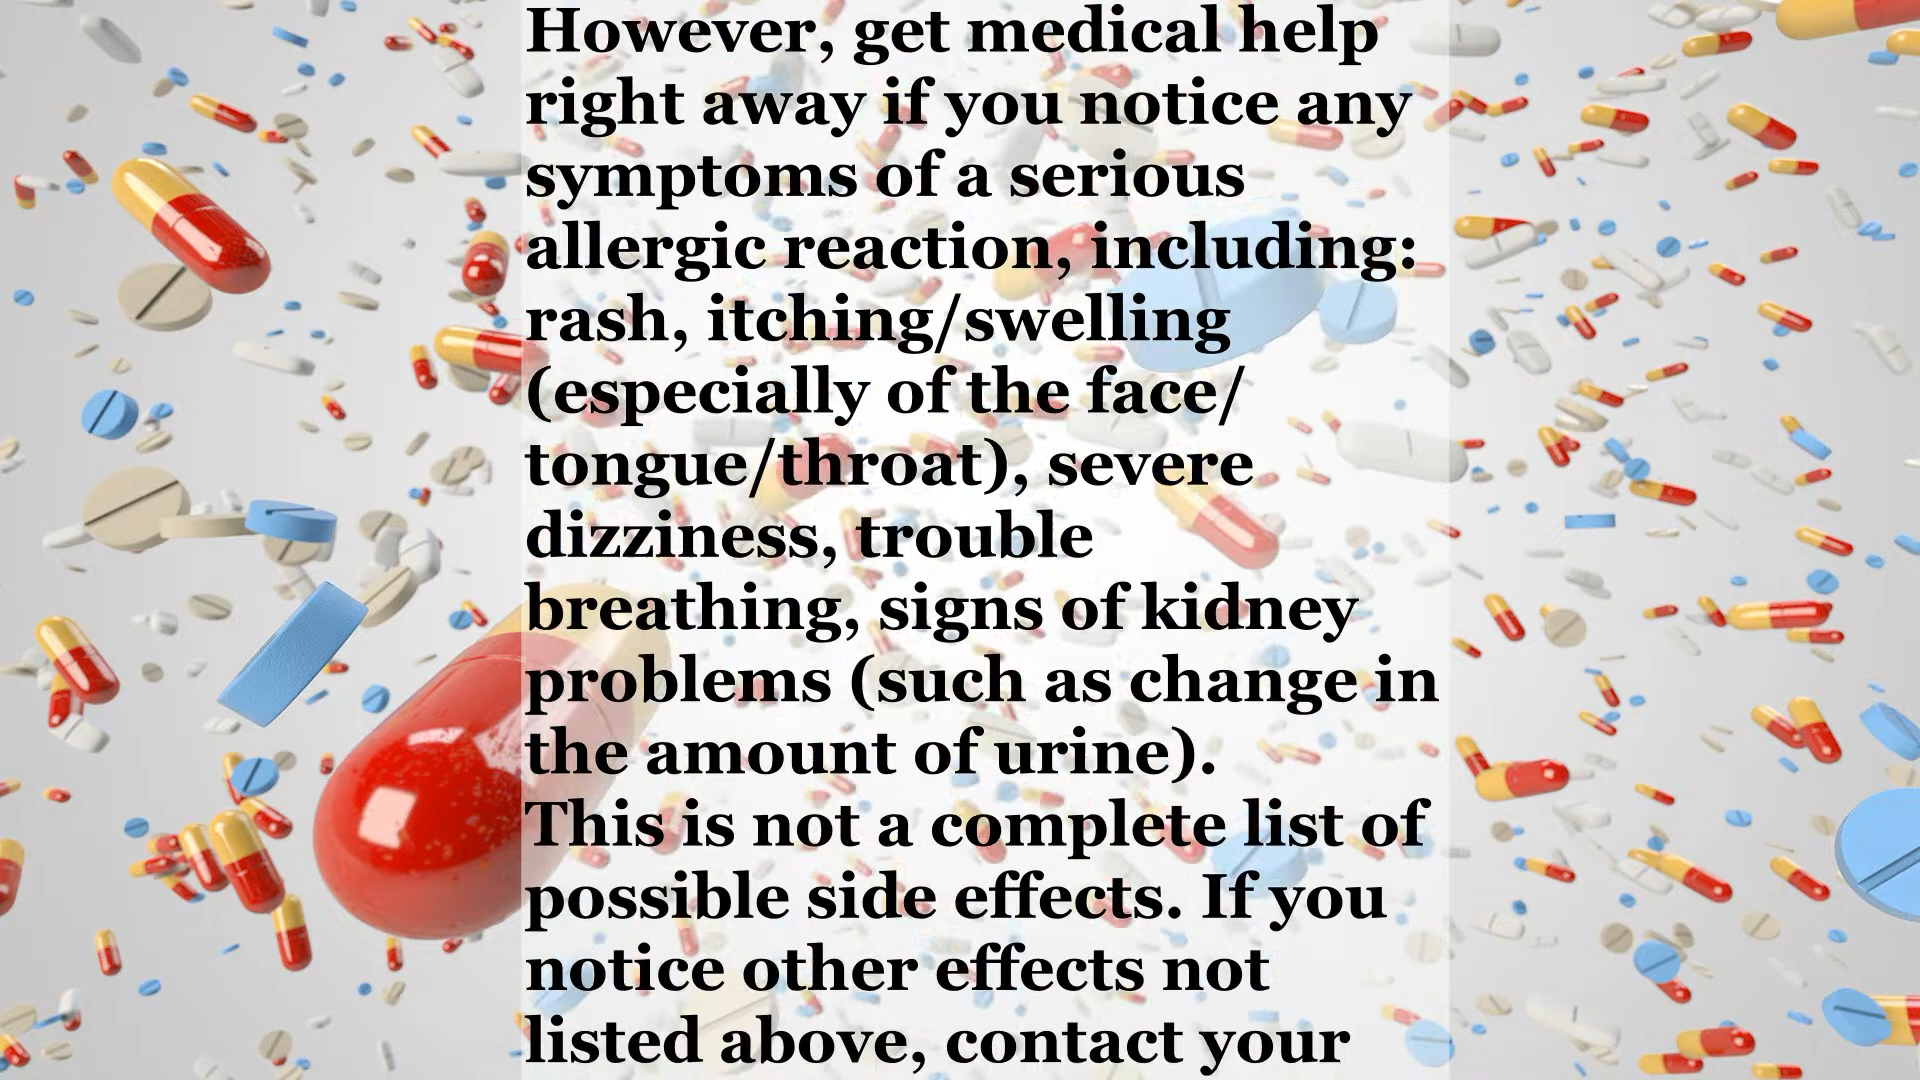 However, get medical help
right away if you notice any
symptoms of a serious
allergic reaction, including:
rash, itching/swelling
(especially of the face/
tongue/throat), severe
dizziness, trouble
breathing, signs of kidney
problems (such as change in
the amount of urine).
This is not a complete list of
possible side effects. If you
notice other effects not
listed above, contact your